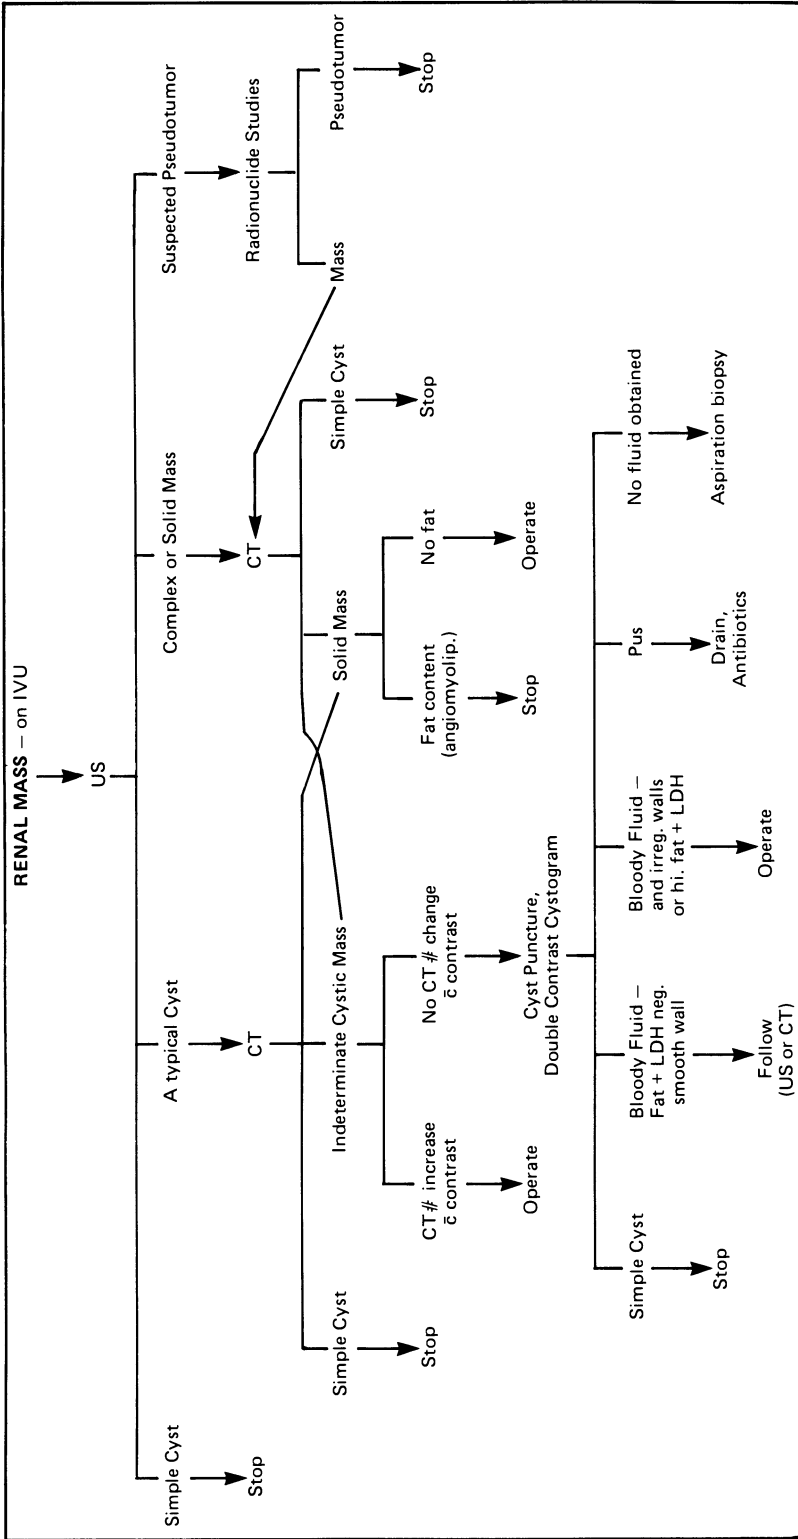 RENAL MASS — on IVU
US
Simple Cyst
A typical Cyst
Complex or Solid Mass
Suspected Pseudotumor
Stop
CT
CT
Radionuclide Studies
Simple Cyst
Indeterminate Cystic Mass
Solid Mass
Simple Cyst
Mass
Pseudotumor
Stop
CT# increase
c̄ contrast
No CT # change
c̄ contrast
Fat content
(angiomyolip.)
No fat
Stop
Stop
Operate
Cyst Puncture,
Double Contrast Cystogram
Stop
Operate
Simple Cyst
Bloody Fluid —
Fat + LDH neg.
smooth wall
Bloody Fluid —
and irreg. walls
or hi. fat + LDH
Pus
No fluid obtained
Stop
Follow
(US or CT)
Operate
Drain,
Antibiotics
Aspiration biopsy